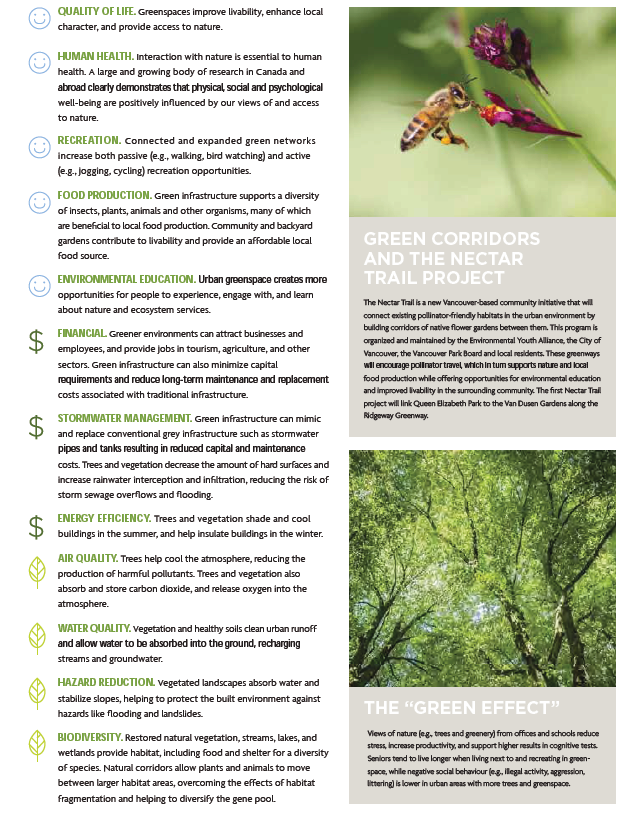 QUALITY OF LIFE. Greenspaces improve livability, enhance local
character, and provide access to nature.
HUMAN HEALTH. Interaction with nature is essential to human
health. A large and growing body of research in Canada and
abroad clearly demonstrates that physical, social and psychological
well-being are positively influenced by our views of and access
to nature.
RECREATION. Connected and expanded green networks
increase both passive (e.g., walking, bird watching) and active
(e.g., jogging, cycling) recreation opportunities.
FOOD PRODUCTION. Green infrastructure supports a diversity
of insects, plants, animals and other organisms, many of which
are beneficial to local food production. Community and backyard
gardens contribute to livability and provide an affordable local
food source.
ENVIRONMENTAL EDUCATION. Urban greenspace creates more
opportunities for people to experience, engage with, and learn
about nature and ecosystem services.
$ FINANCIAL. Greener environments can attract businesses and
employees, and provide jobs in tourism, agriculture, and other
sectors. Green infrastructure can also minimize capital
requirements and reduce long-term maintenance and replacement
costs associated with traditional infrastructure.
$ STORMWATER MANAGEMENT. Green infrastructure can mimic
and replace conventional grey infrastructure such as stormwater
pipes and tanks resulting in reduced capital and maintenance
costs. Trees and vegetation decrease the amount of hard surfaces and
increase rainwater interception and infiltration, reducing the risk of
storm sewage overflows and flooding.
$ ENERGY EFFICIENCY. Trees and vegetation shade and cool
buildings in the summer, and help insulate buildings in the winter.
AIR QUALITY. Trees help cool the atmosphere, reducing the
production of harmful pollutants. Trees and vegetation also
absorb and store carbon dioxide, and release oxygen into the
atmosphere.
WATER QUALITY. Vegetation and healthy soils clean urban runoff
and allow water to be absorbed into the ground, recharging
streams and groundwater.
HAZARD REDUCTION. Vegetated landscapes absorb water and
stabilize slopes, helping to protect the built environment against
hazards like flooding and landslides.
BIODIVERSITY. Restored natural vegetation, streams, lakes, and
wetlands provide habitat, including food and shelter for a diversity
of species. Natural corridors allow plants and animals to move
between larger habitat areas, overcoming the effects of habitat
fragmentation and helping to diversify the gene pool.
GREEN CORRIDORS
AND THE NECTAR
TRAIL PROJECT
The Nectar Trail is a new Vancouver-based community initiative that will
connect existing pollinator-friendly habitats in the urban environment by
building corridors of native flower gardens between them. This program is
organized and maintained by the Environmental Youth Alliance, the City of
Vancouver, the Vancouver Park Board and local residents. These greenways
will encourage pollinator travel, which in turn supports nature and local
food production while offering opportunities for environmental education
and improved livability in the surrounding community. The first Nectar Trail
project will link Queen Elizabeth Park to the Van Dusen Gardens along the
Ridgeway Greenway.
THE “GREEN EFFECT”
Views of nature (e.g., trees and greenery) from offices and schools reduce
stress, increase productivity, and support higher results in cognitive tests.
Seniors tend to live longer when living next to and recreating in green-
space, while negative social behaviour (e.g., illegal activity, aggression,
littering) is lower in urban areas with more trees and greenspace.